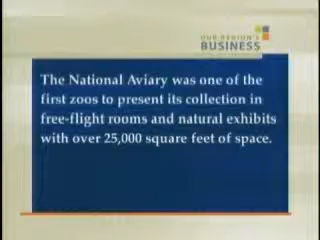 OUR REGION'S
BUSINESS
The National Aviary was one of the
first zoos to present its collection in
free-flight rooms and natural exhibits
with over 25,000 square feet of space.